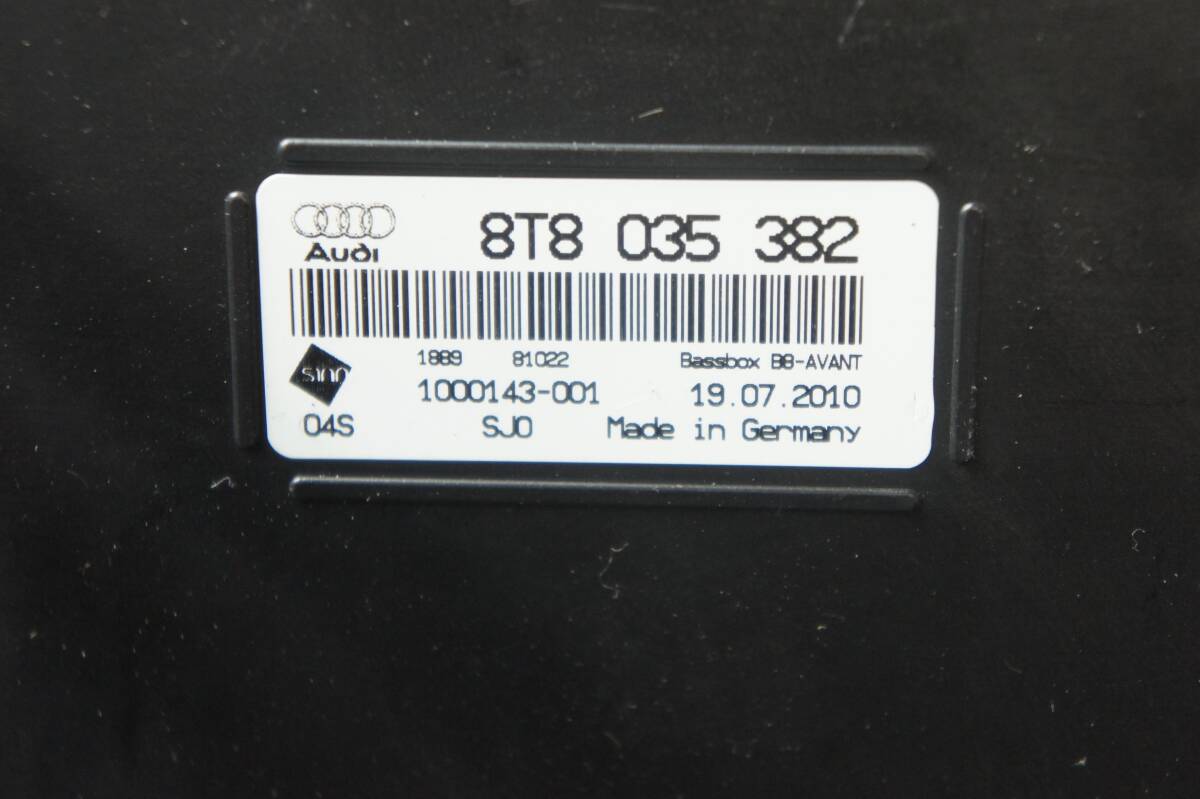 8T8 035 382
Audi
1889 81022 Bassbox B8-AVANT
1000143-001 19.07.2010
04S SJ0 Made in Germany